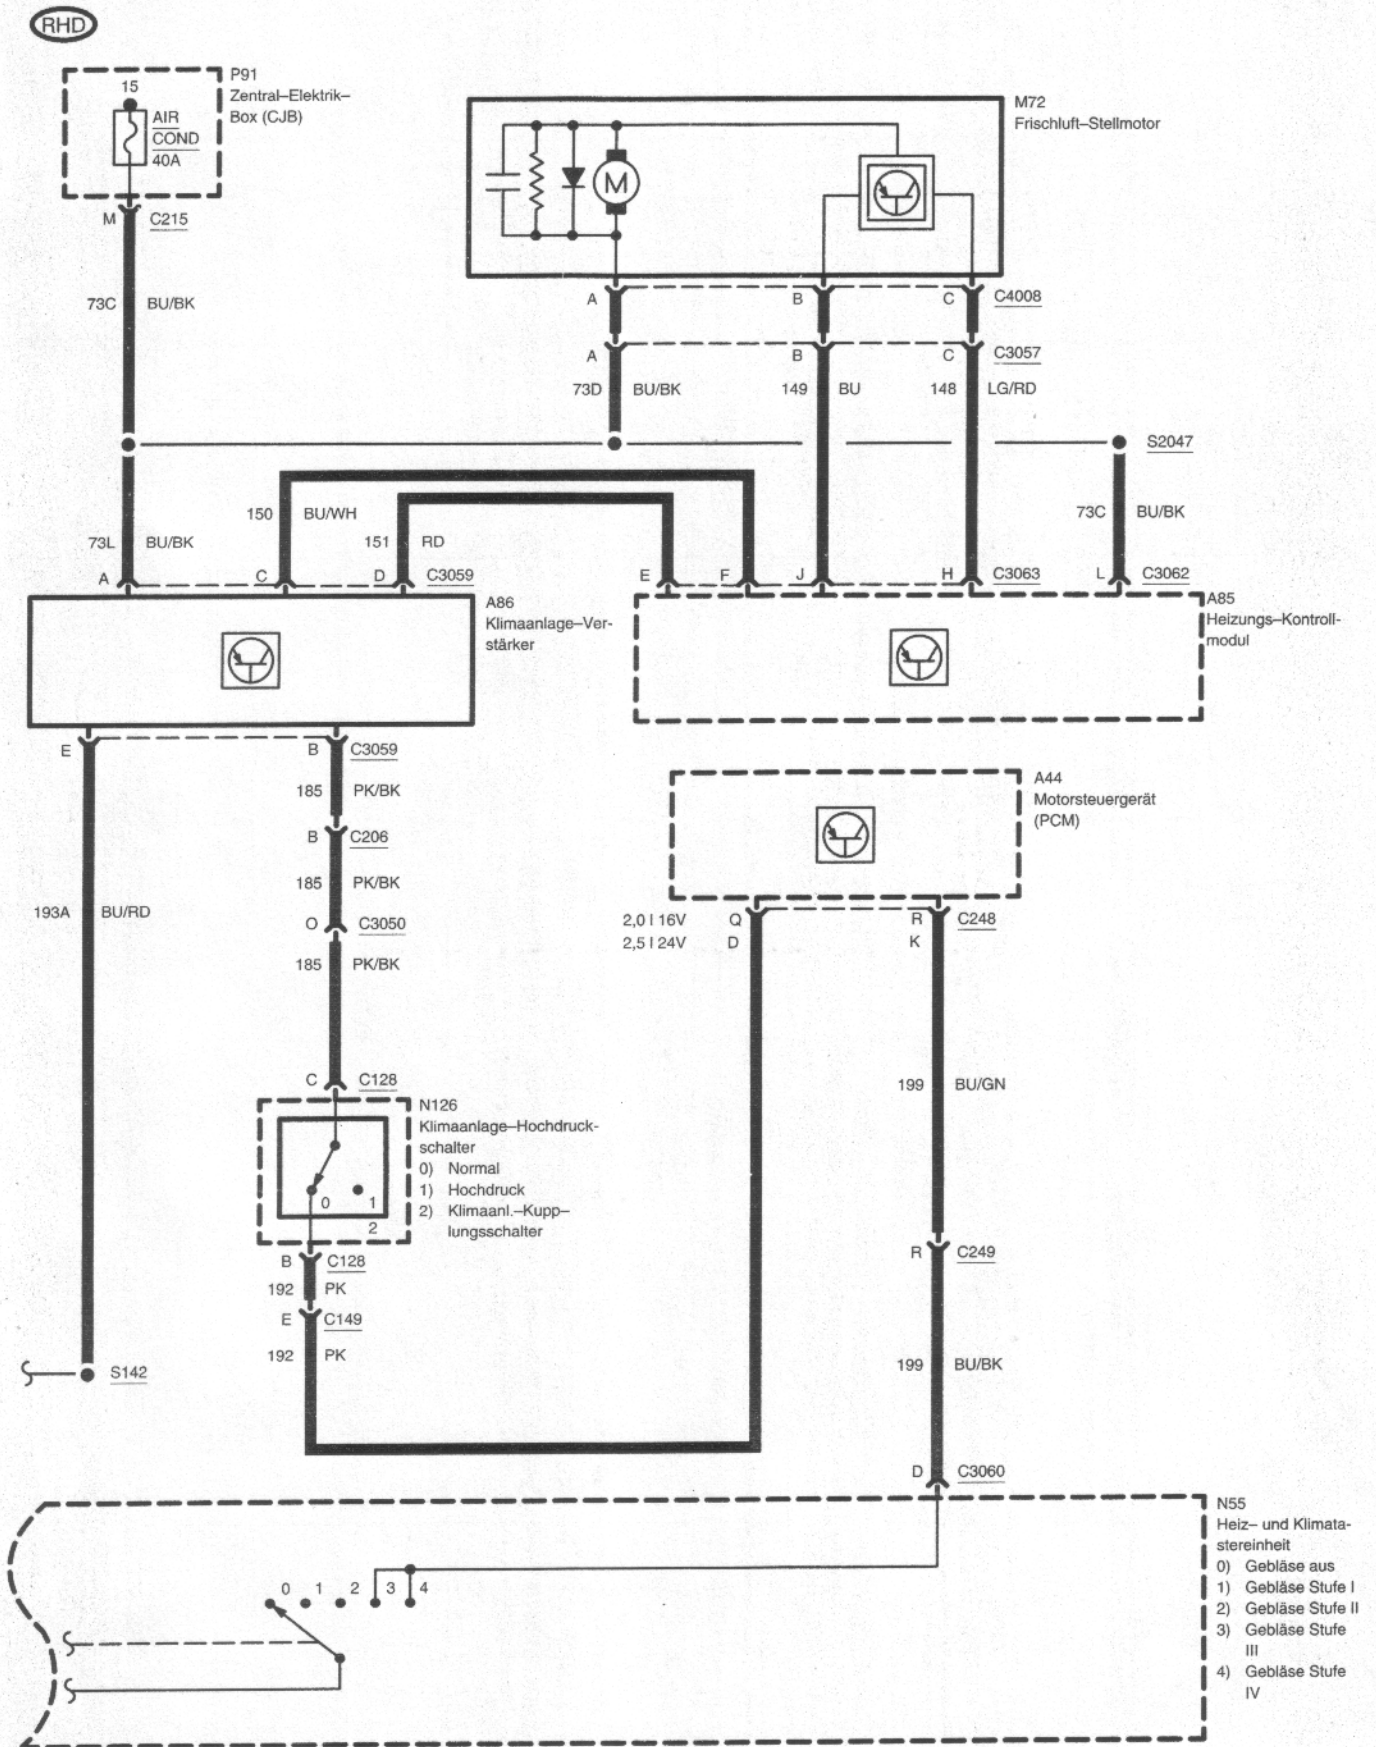 RHD
P91
Zentral–Elektrik–
Box (CJB)
15
AIR
COND
40A
M C215
73C BU/BK
M72
Frischluft–Stellmotor
M
A B C C4008
A B C C3057
73D BU/BK 149 BU 148 LG/RD
S2047
150 BU/WH
73C BU/BK
73L BU/BK
151 RD
A C D C3059
E F J H C3063 L C3062
A86
Klimaanlage–Ver-
stärker
A85
Heizungs–Kontroll-
modul
E B C3059
185 PK/BK
A44
Motorsteuergerät
(PCM)
B C206
185 PK/BK
193A BU/RD
O C3050
185 PK/BK
2,0 l 16V Q R C248
2,5 l 24V D K
C C128
199 BU/GN
N126
Klimaanlage–Hochdruck-
schalter
0) Normal
1) Hochdruck
2) Klimaanl.–Kupp–
lungsschalter
0 1
2
B C128
192 PK
R C249
E C149
192 PK
199 BU/BK
S142
D C3060
N55
Heiz– und Klimata-
stereinheit
0) Gebläse aus
1) Gebläse Stufe I
2) Gebläse Stufe II
3) Gebläse Stufe
III
4) Gebläse Stufe
IV
0 1 2 3 4